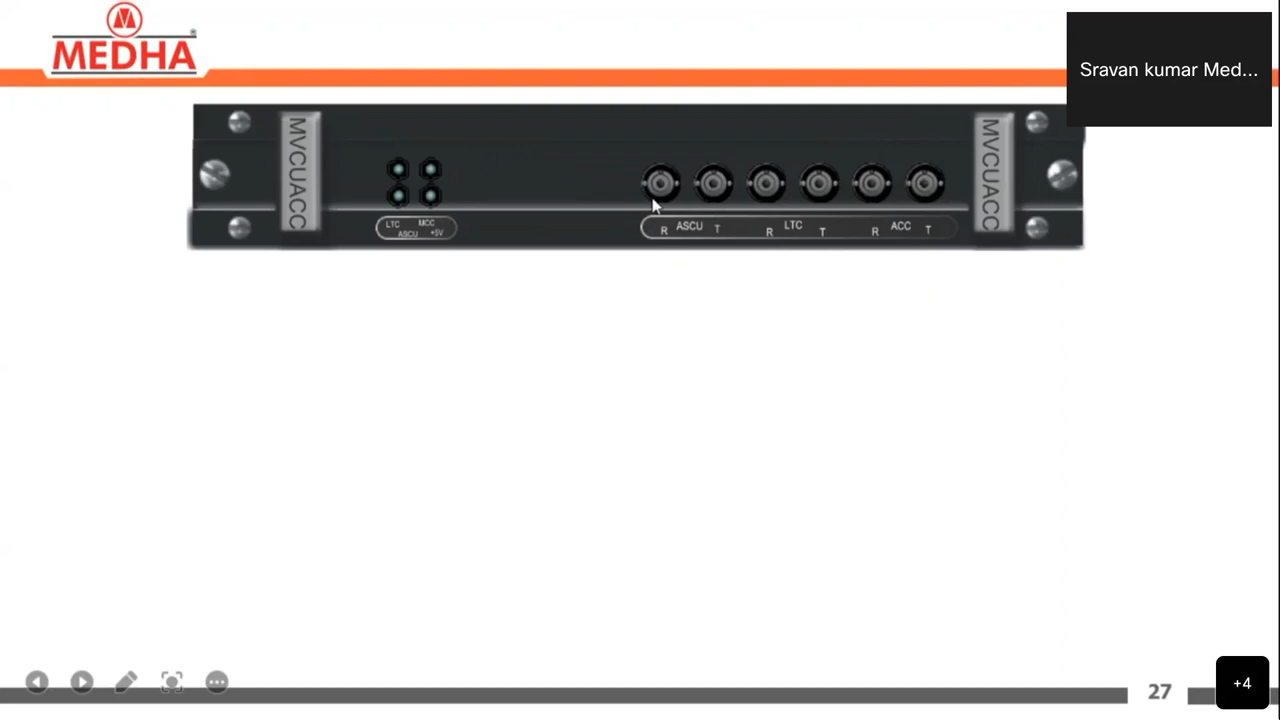 MEDHA
®
Sravan kumar Med...
MVCUACC
MVCUACC
LTC MCC
ASCU +5V
ASCU LTC ACC
R T R T R T
27
+4